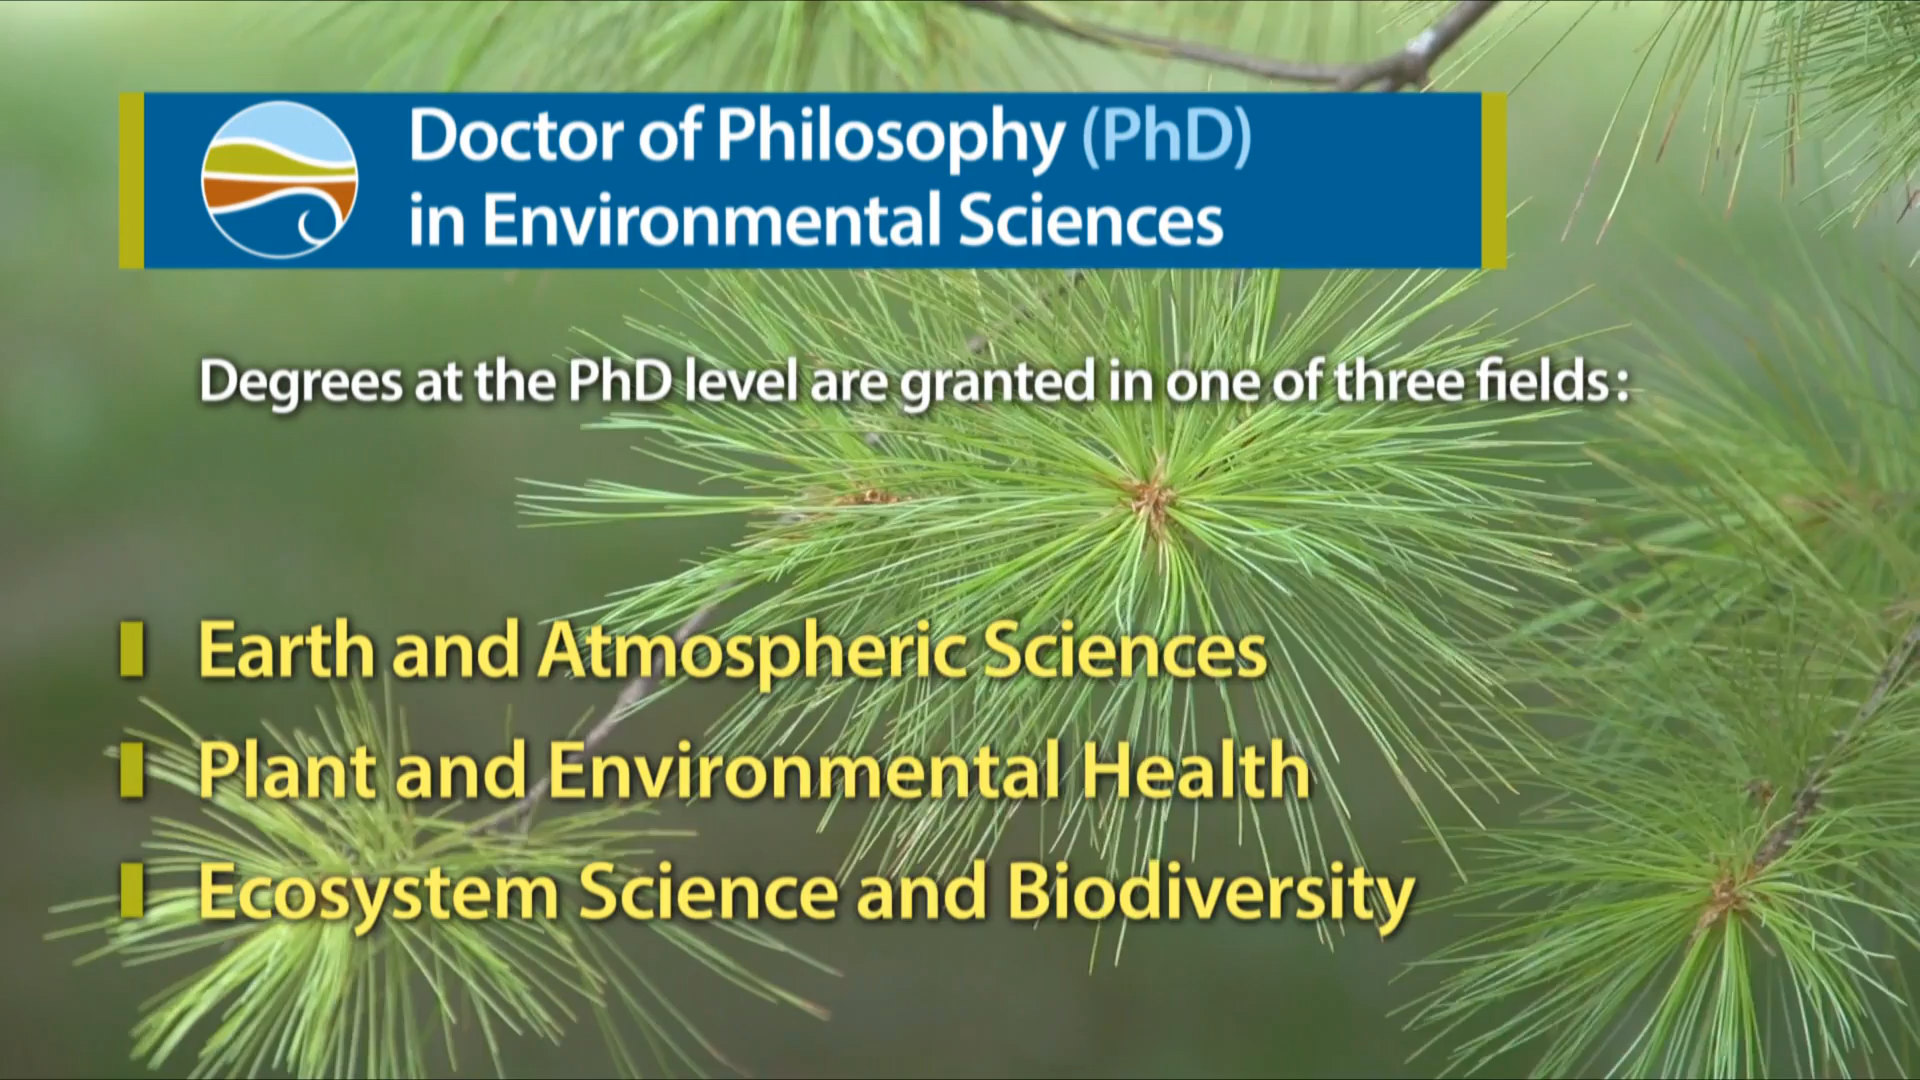 Doctor of Philosophy (PhD)
in Environmental Sciences
Degrees at the PhD level are granted in one of three fields:
Earth and Atmospheric Sciences
Plant and Environmental Health
Ecosystem Science and Biodiversity